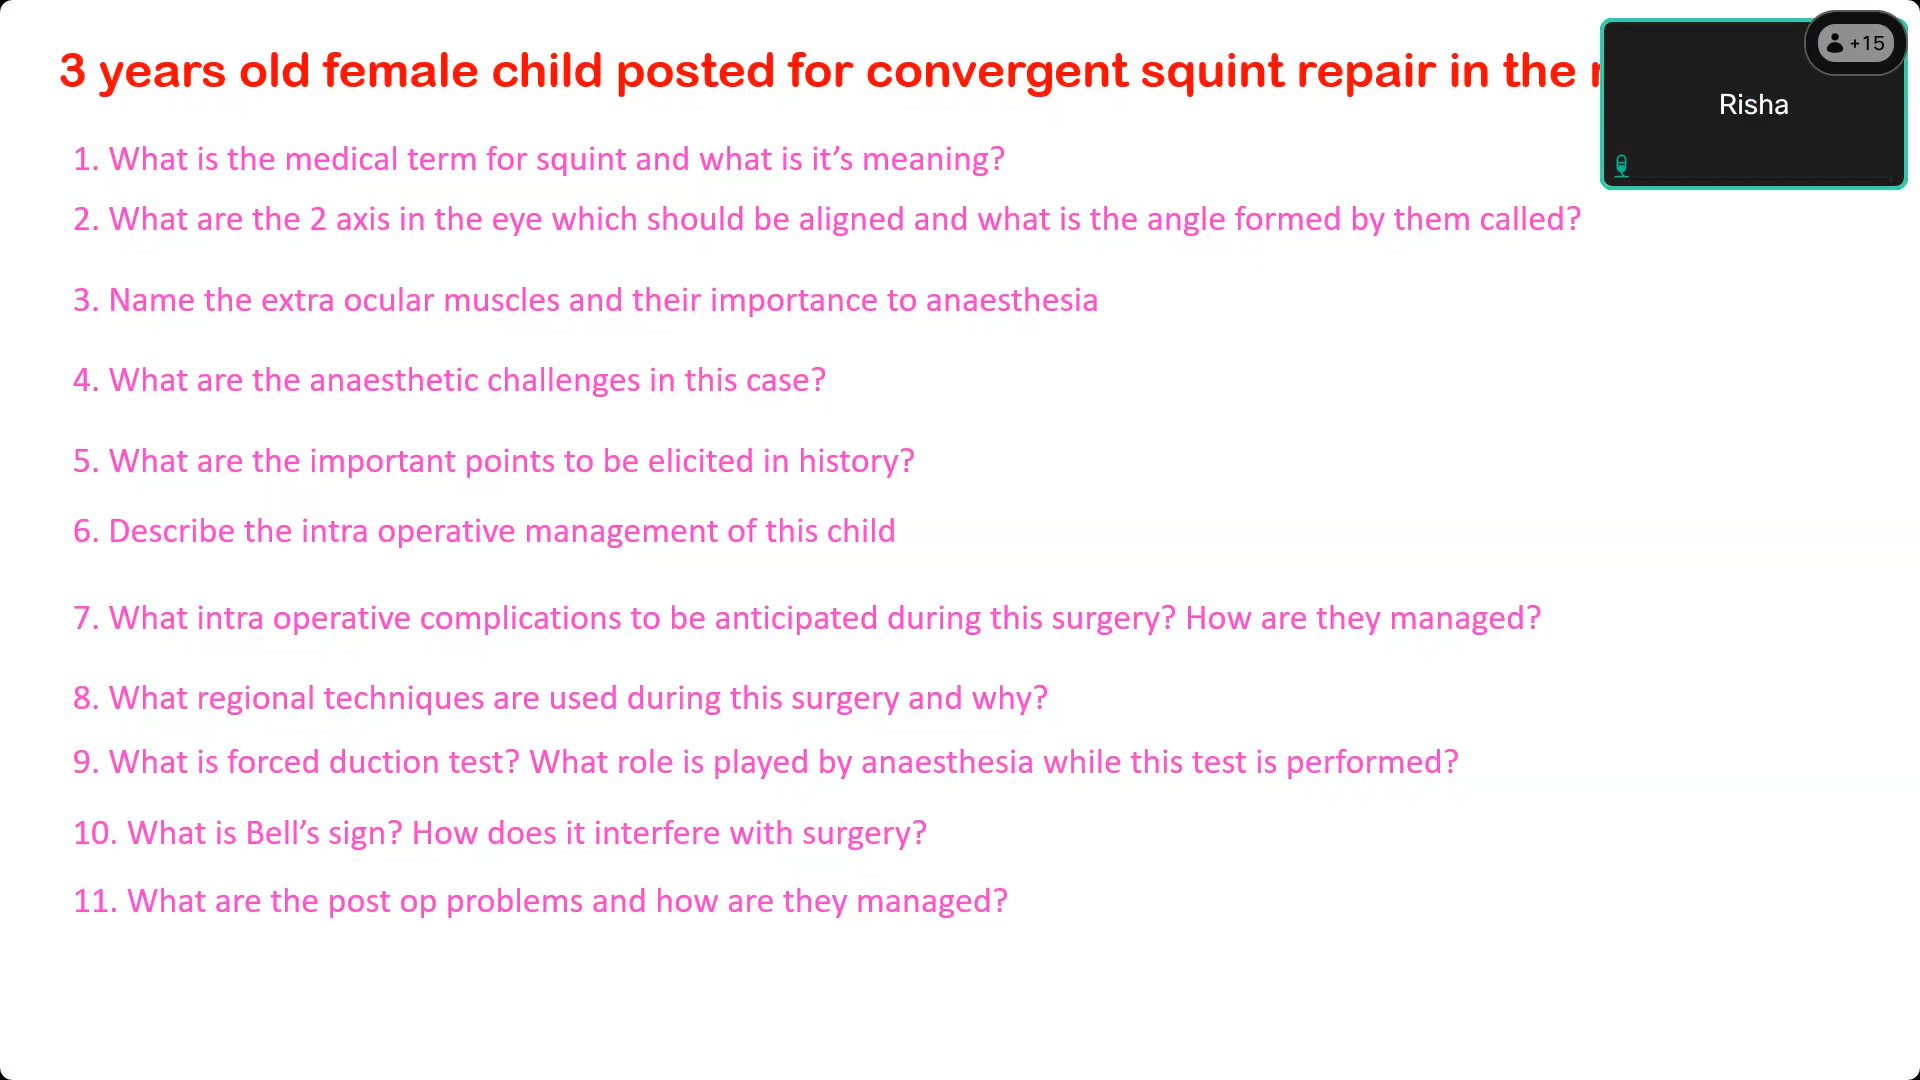 3 years old female child posted for convergent squint repair in the
+15
Risha
1. What is the medical term for squint and what is it’s meaning?
2. What are the 2 axis in the eye which should be aligned and what is the angle formed by them called?
3. Name the extra ocular muscles and their importance to anaesthesia
4. What are the anaesthetic challenges in this case?
5. What are the important points to be elicited in history?
6. Describe the intra operative management of this child
7. What intra operative complications to be anticipated during this surgery? How are they managed?
8. What regional techniques are used during this surgery and why?
9. What is forced duction test? What role is played by anaesthesia while this test is performed?
10. What is Bell’s sign? How does it interfere with surgery?
11. What are the post op problems and how are they managed?